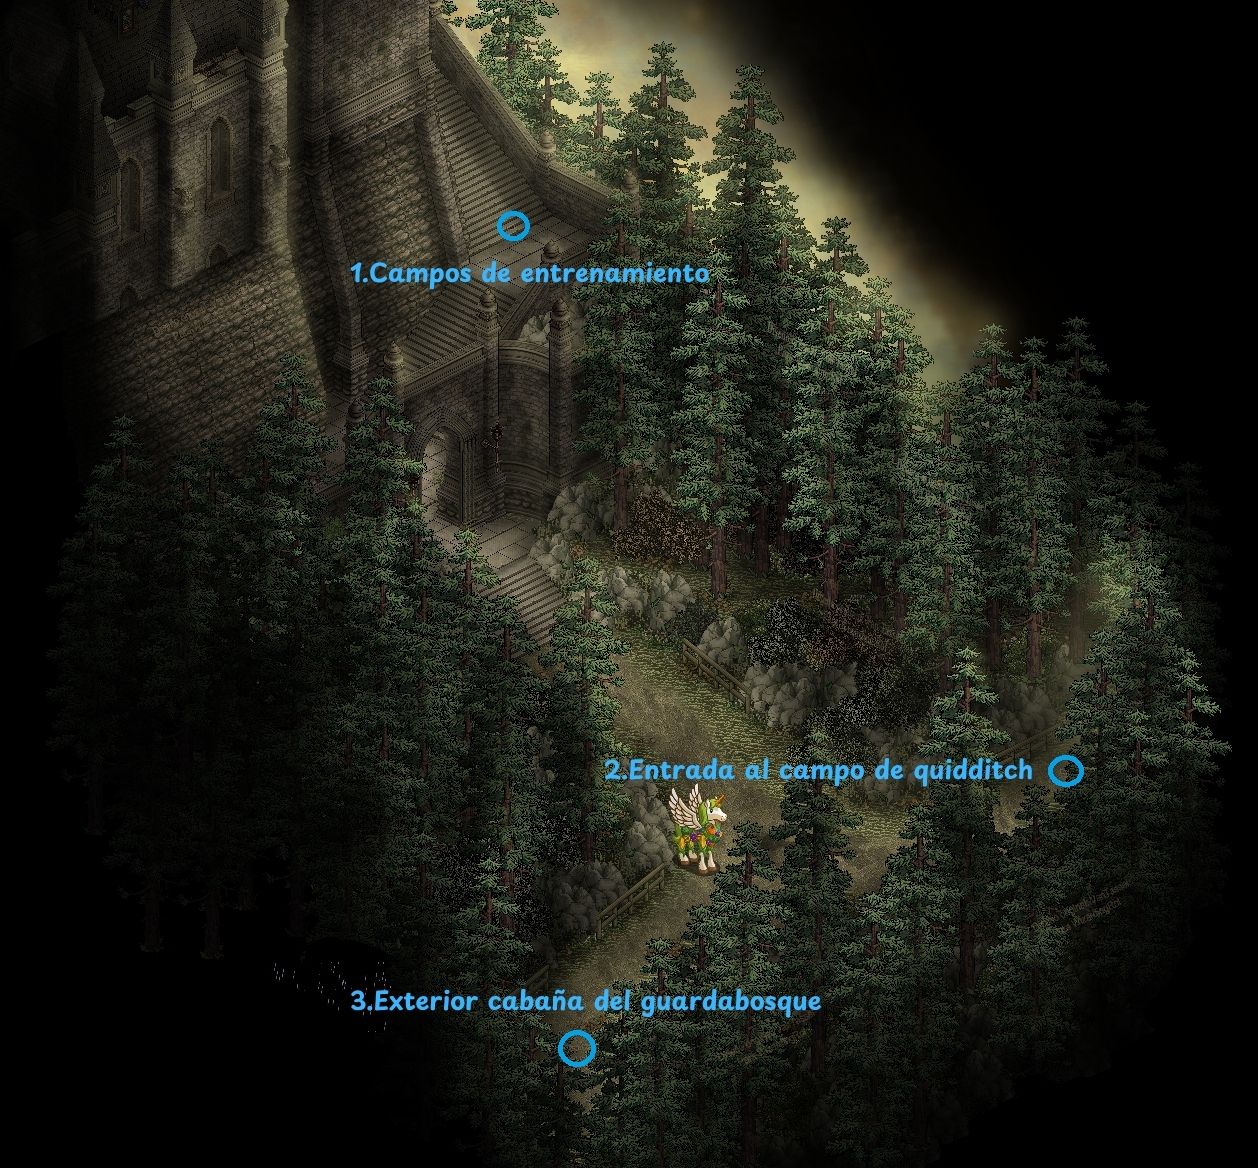 1.Campos de entrenamiento
2.Entrada al campo de quidditch
3.Exterior cabaña del guardabosque